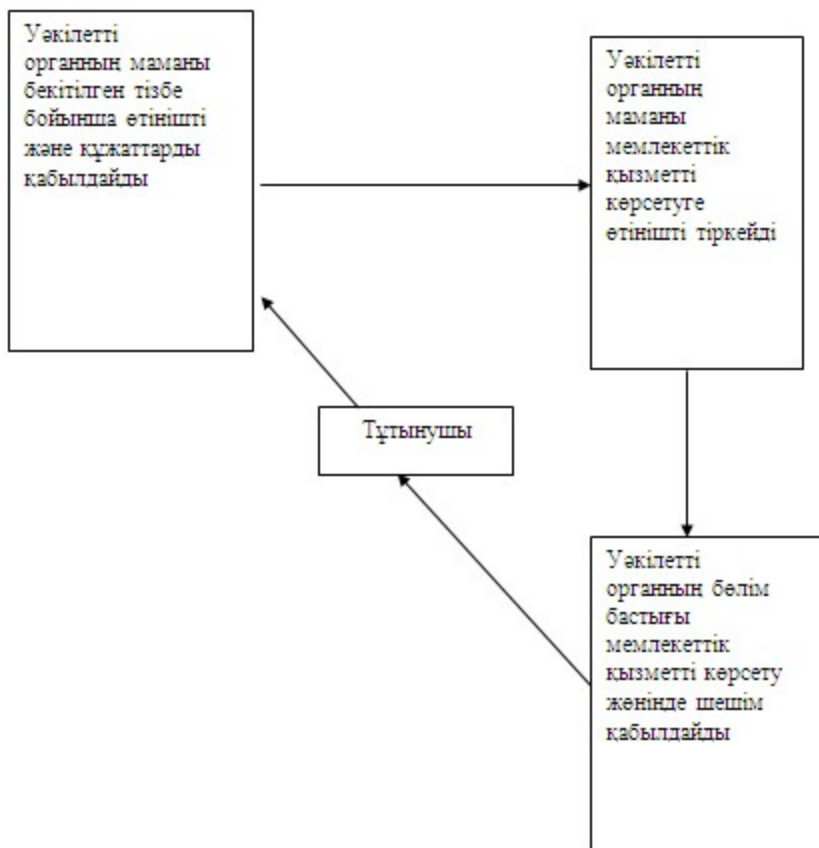 Уәкілетті
органның маманы
бекітілген тізбе
бойынша өтінішті
және құжаттарды
қабылдайды
Уәкілетті
органның
маманы
мемлекеттік
қызметті
көрсетуге
өтінішті тіркейді
Тұтынушы
Уәкілетті
органның бөлім
бастығы
мемлекеттік
қызметті көрсету
жөнінде шешім
қабылдайды